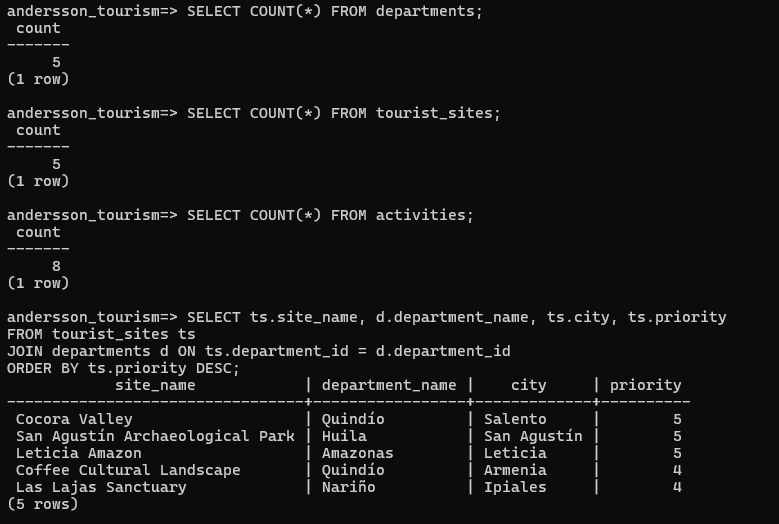 andersson_tourism=> SELECT COUNT(*) FROM departments;
 count
-------
     5
(1 row)

andersson_tourism=> SELECT COUNT(*) FROM tourist_sites;
 count
-------
     5
(1 row)

andersson_tourism=> SELECT COUNT(*) FROM activities;
 count
-------
     8
(1 row)

andersson_tourism=> SELECT ts.site_name, d.department_name, ts.city, ts.priority
FROM tourist_sites ts
JOIN departments d ON ts.department_id = d.department_id
ORDER BY ts.priority DESC;
            site_name            | department_name |    city     | priority
---------------------------------+-----------------+-------------+----------
 Cocora Valley                   | Quindío         | Salento     |        5
 San Agustín Archaeological Park | Huila           | San Agustín |        5
 Leticia Amazon                  | Amazonas        | Leticia     |        5
 Coffee Cultural Landscape       | Quindío         | Armenia     |        4
 Las Lajas Sanctuary             | Nariño          | Ipiales     |        4
(5 rows)